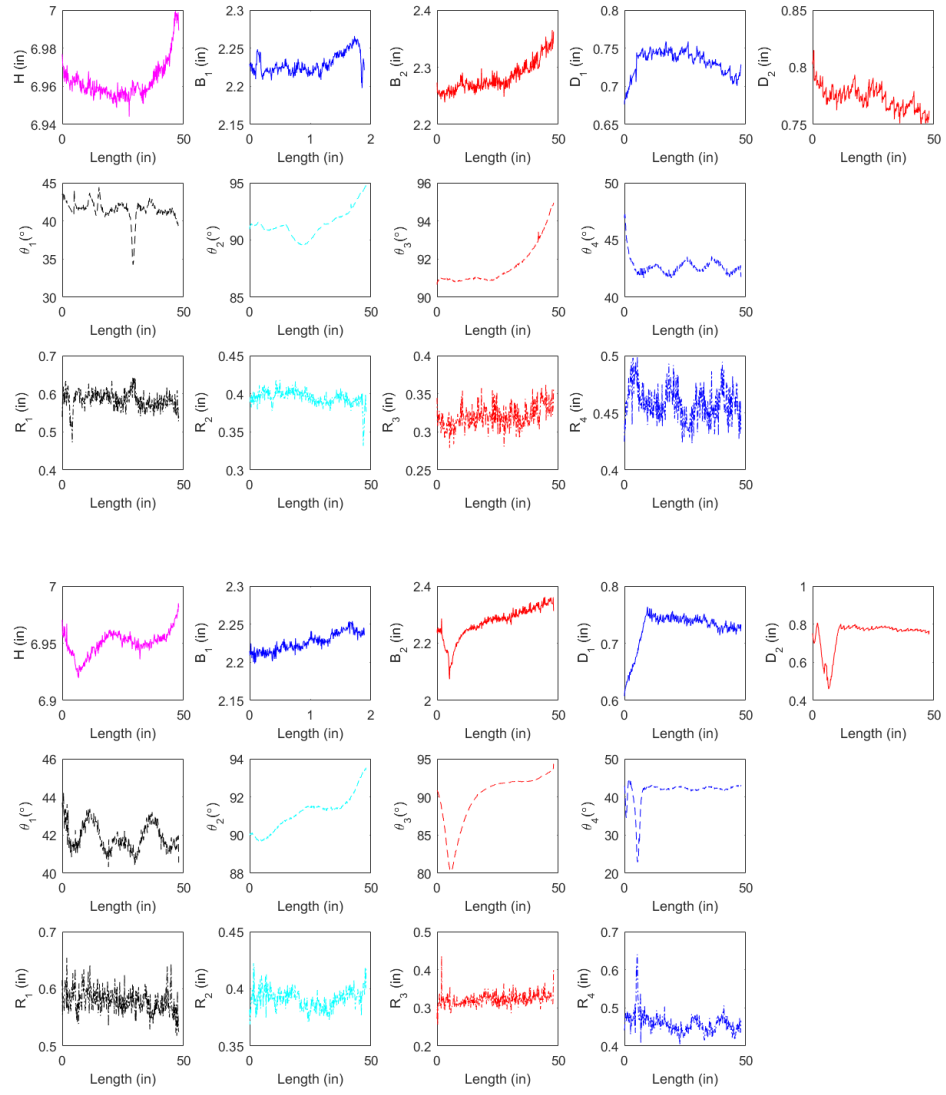 7 2.3 2.4 0.8 0.85
6.98 2.25 2.3 0.75 0.8
6.96 2.2 0.7
6.94 2.15 2.2 0.65 0.75
H (in) B1 (in) B2 (in) D1 (in) D2 (in)
0 50 0 1 2 0 50 0 50 0 50
Length (in) Length (in) Length (in) Length (in) Length (in)
45 95 96 50
40 90 94 45
35 92
30 85 90 40
θ1(°) θ2(°) θ3(°) θ4(°)
0 50 0 50 0 50 0 50
Length (in) Length (in) Length (in) Length (in)
0.7 0.45 0.4 0.5
0.6 0.4 0.35 0.45
0.5 0.35 0.3
0.4 0.3 0.25 0.4
R1 (in) R2 (in) R3 (in) R4 (in)
0 50 0 50 0 50 0 50
Length (in) Length (in) Length (in) Length (in)
7 2.3 2.4 0.8 1
6.95 2.25 2.2 0.7 0.8
2.2 0.6
6.9 2.15 2 0.6 0.4
H (in) B1 (in) B2 (in) D1 (in) D2 (in)
0 50 0 1 2 0 50 0 50 0 50
Length (in) Length (in) Length (in) Length (in) Length (in)
46 94 95 50
44 92 90 40
42 90 85 30
40 88 80 20
θ1(°) θ2(°) θ3(°) θ4(°)
0 50 0 50 0 50 0 50
Length (in) Length (in) Length (in) Length (in)
0.7 0.45 0.5 0.7
0.6 0.4 0.4 0.6
0.3 0.5
0.5 0.35 0.2 0.4
R1 (in) R2 (in) R3 (in) R4 (in)
0 50 0 50 0 50 0 50
Length (in) Length (in) Length (in) Length (in)